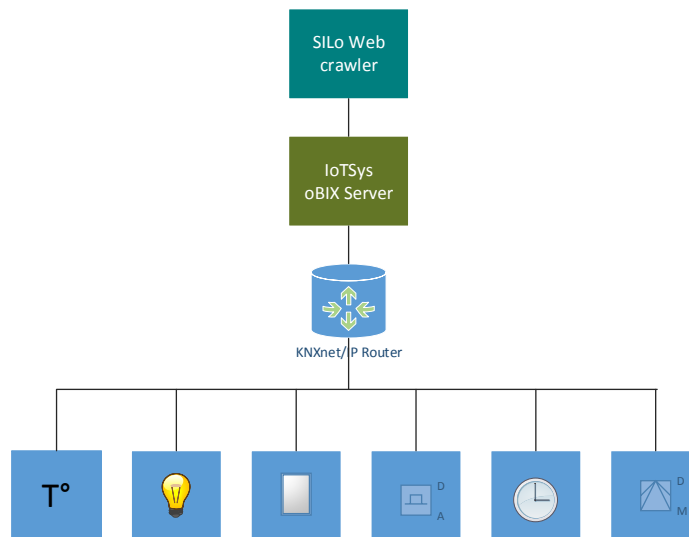 SILo Web
crawler
IoTSys
oBIX Server
KNXnet/IP Router
T°
D
A
D
M